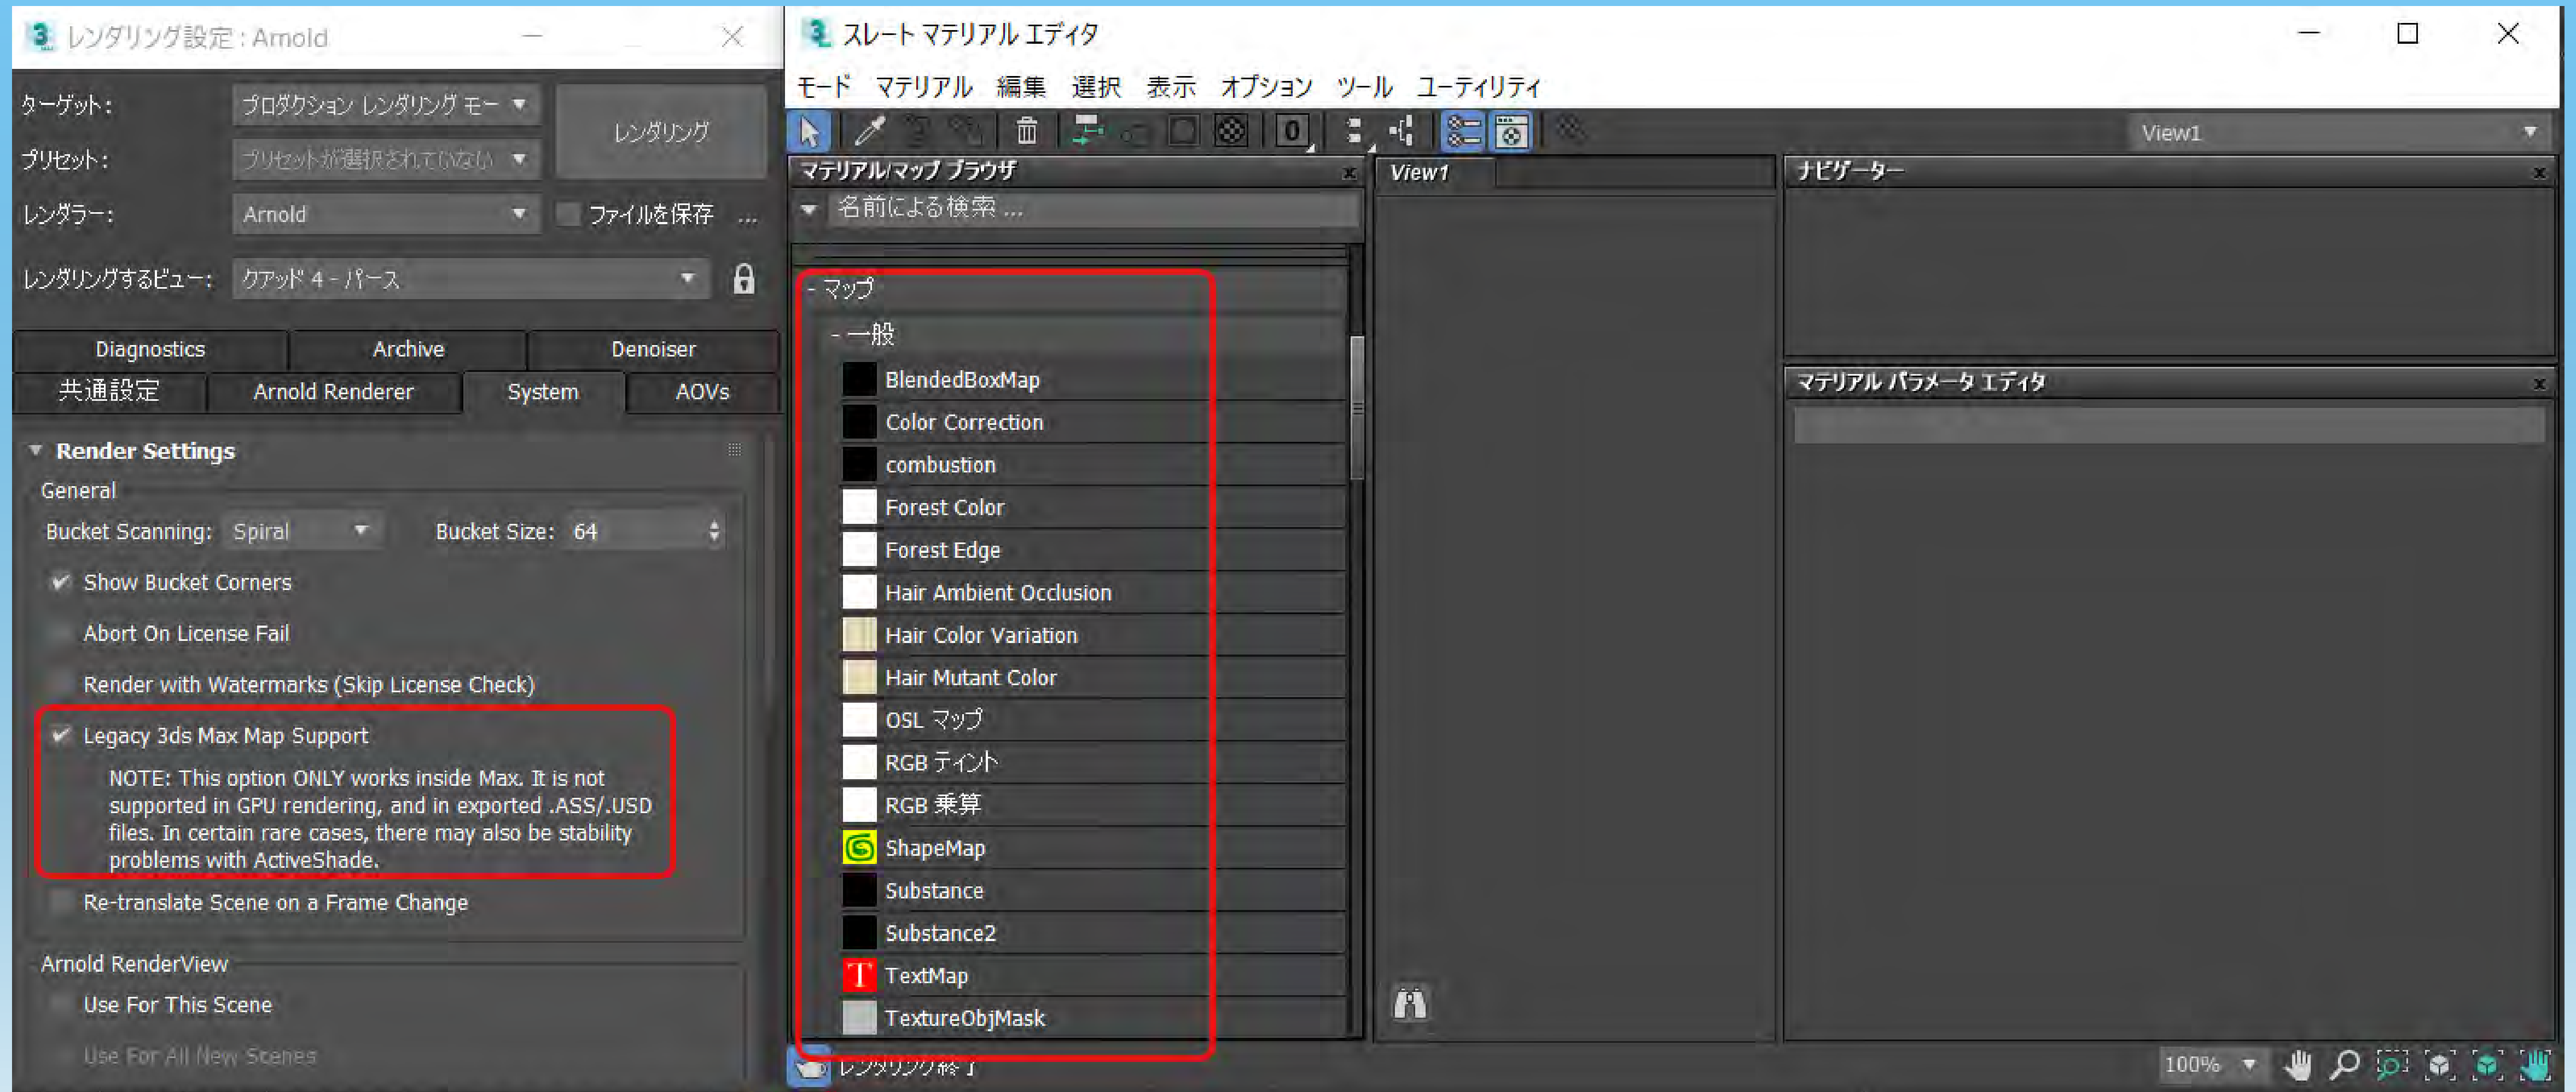 レンダリング設定 : Arnold
ターゲット:
プロダクション レンダリング モー
レンダリング
プリセット:
プリセットが選択されていない
レンダラー:
Arnold
ファイルを保存 ...
レンダリングするビュー:
クアッド 4 - パース
Diagnostics
Archive
Denoiser
共通設定
Arnold Renderer
System
AOVs
Render Settings
General
Bucket Scanning: Spiral
Bucket Size: 64
Show Bucket Corners
Abort On License Fail
Render with Watermarks (Skip License Check)
Legacy 3ds Max Map Support
NOTE: This option ONLY works inside Max. It is not
supported in GPU rendering, and in exported .ASS/.USD
files. In certain rare cases, there may also be stability
problems with ActiveShade.
Re-translate Scene on a Frame Change
Arnold RenderView
Use For This Scene
Use For All New Scenes
スレート マテリアル エディタ
モード マテリアル 編集 選択 表示 オプション ツール ユーティリティ
0
View1
マテリアル/マップ ブラウザ
名前による検索 ...
- マップ
- 一般
BlendedBoxMap
Color Correction
combustion
Forest Color
Forest Edge
Hair Ambient Occlusion
Hair Color Variation
Hair Mutant Color
OSL マップ
RGB ティント
RGB 乗算
ShapeMap
Substance
Substance2
TextMap
TextureObjMask
レンダリング終了
View1
ナビゲーター
マテリアル パラメータ エディタ
100%